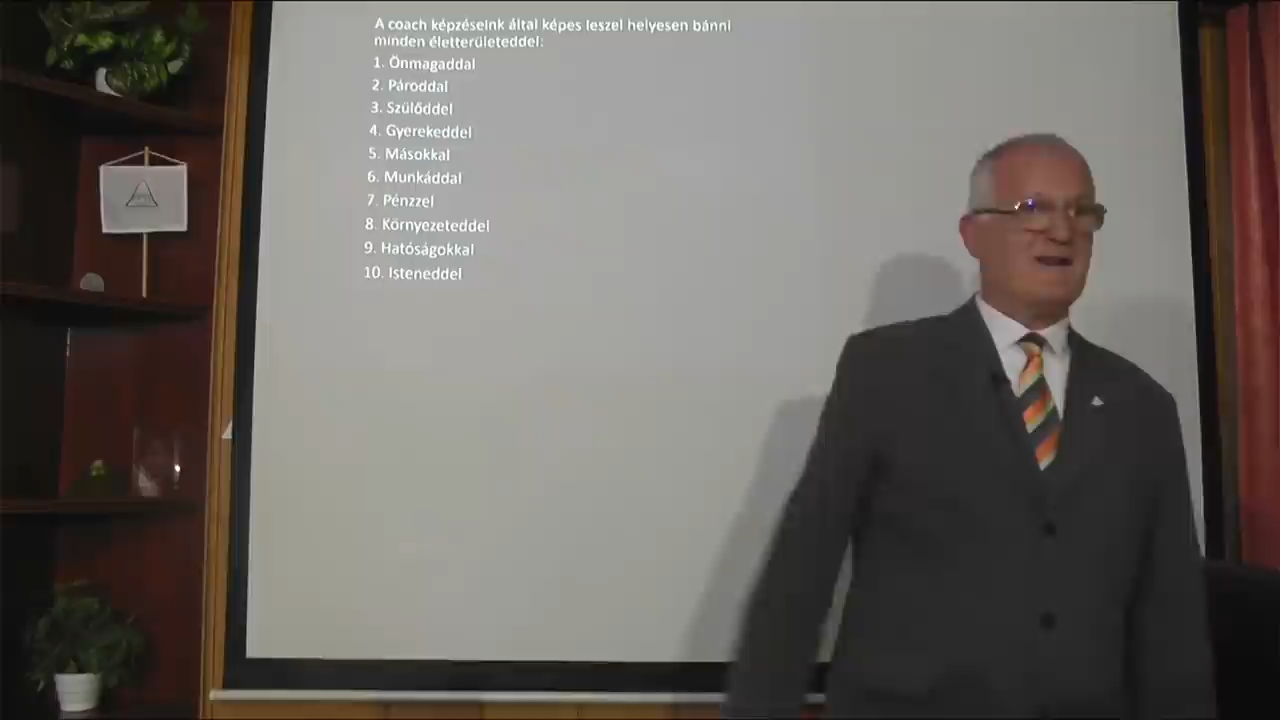 A coach képzéseink által képes leszel helyesen bánni
minden életterületeddel:
1. Önmagaddal
2. Pároddal
3. Szülőddel
4. Gyerekeddel
5. Másokkal
6. Munkáddal
7. Pénzzel
8. Környezeteddel
9. Hatóságokkal
10. Isteneddel